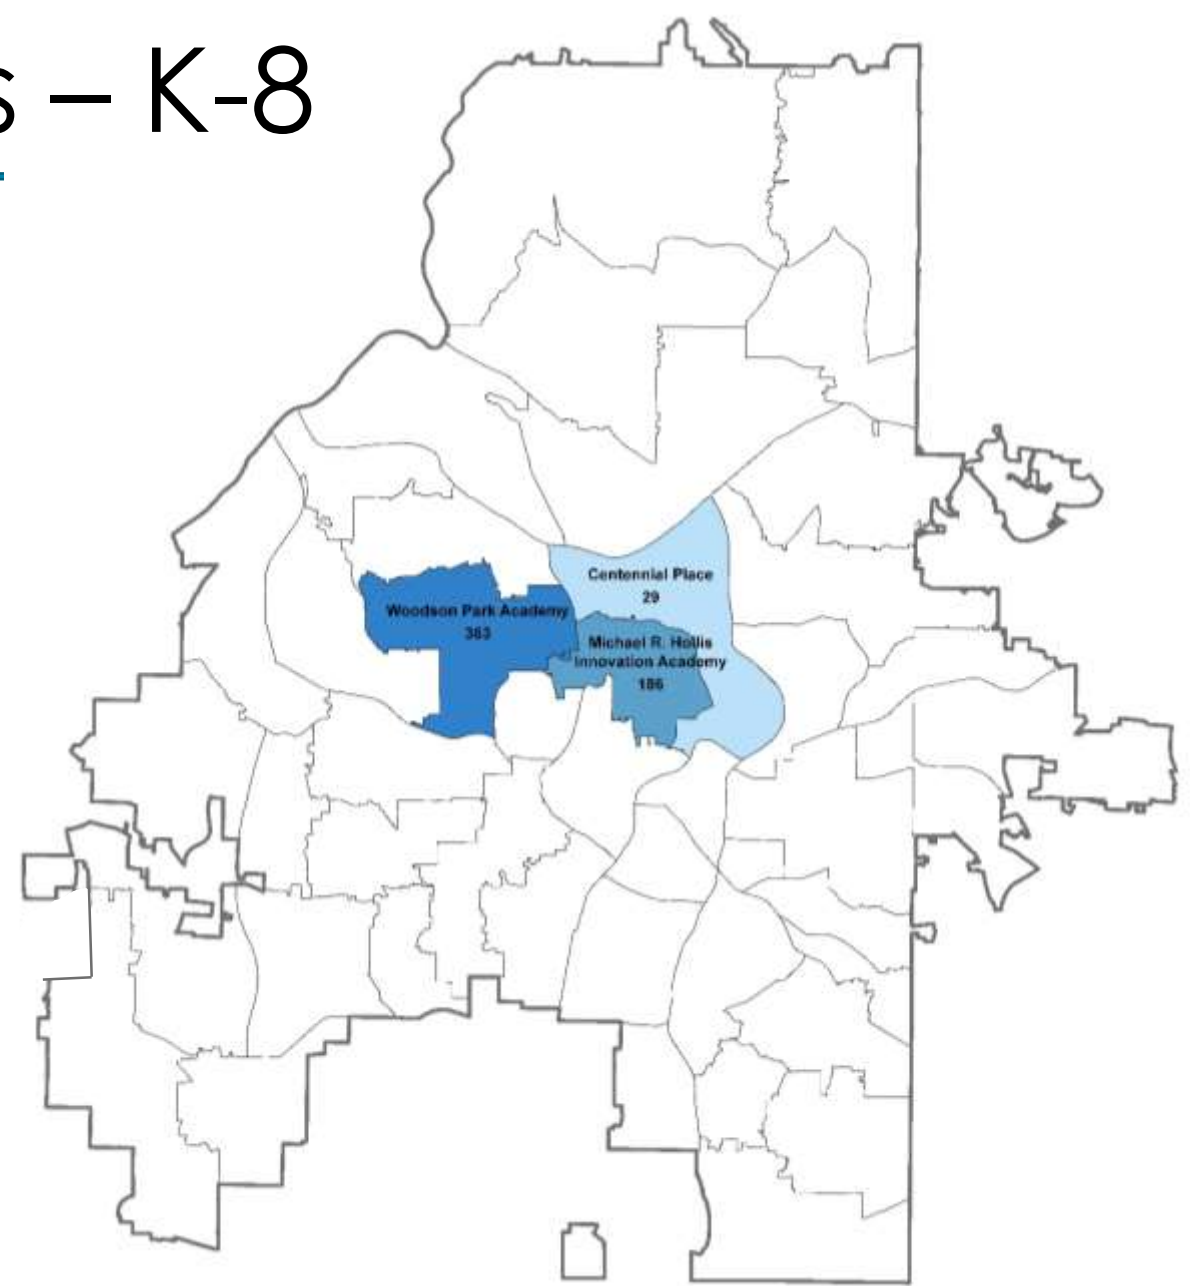 s – K-8
Centennial Place
29
Woodson Park Academy
363
Michael R. Hollis
Innovation Academy
186